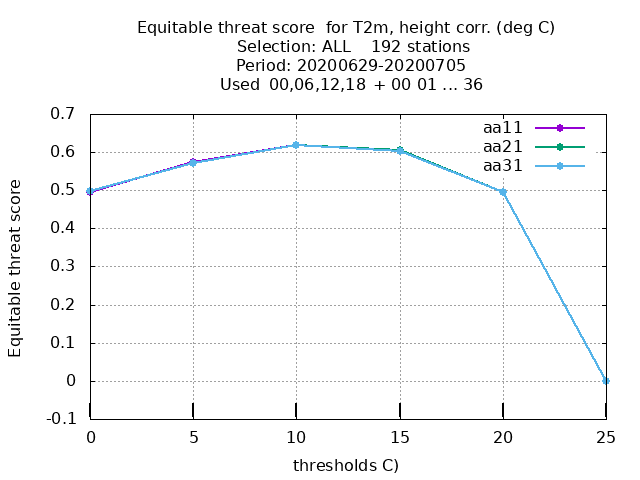 Equitable threat score  for T2m, height corr. (deg C)
Selection: ALL    192 stations
Period: 20200629-20200705
Used  00,06,12,18 + 00 01 ... 36
aa11
aa21
aa31
0.7
0.6
0.5
0.4
0.3
0.2
0.1
0
-0.1
Equitable threat score
0 5 10 15 20 25
thresholds C)